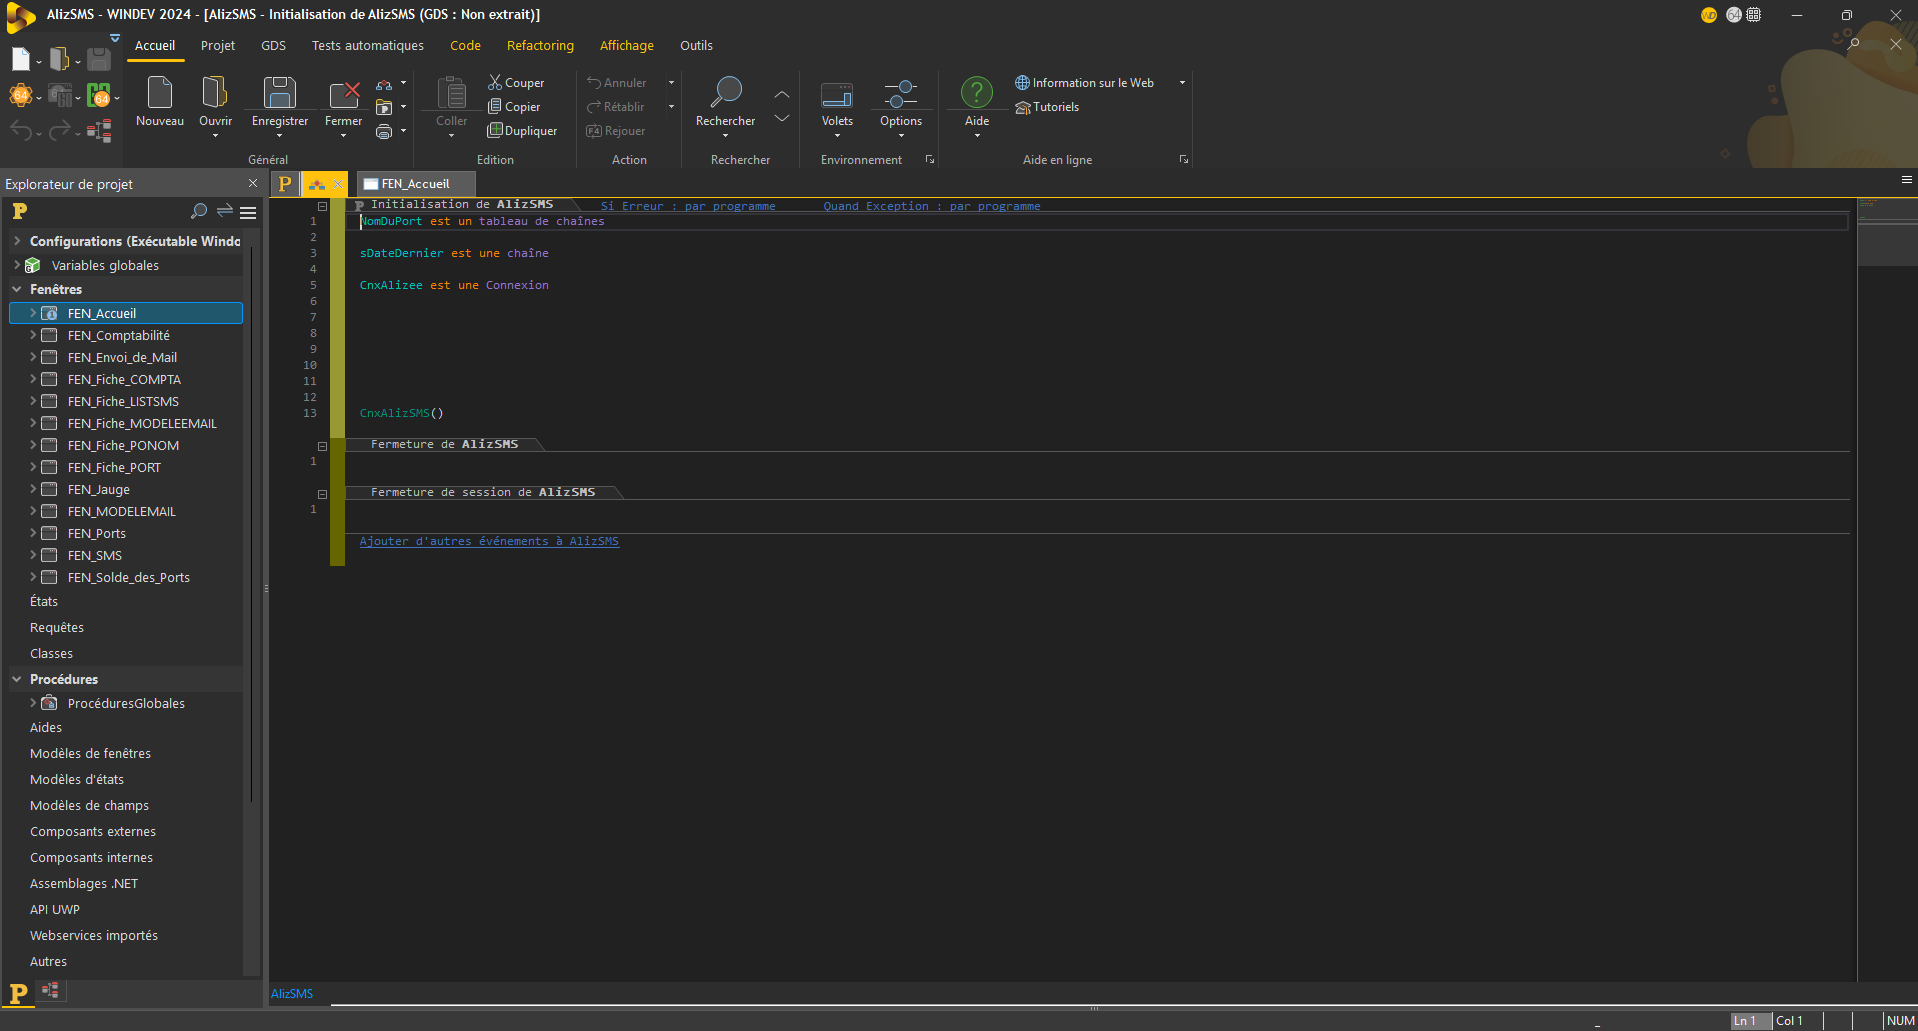 AlizSMS - WINDEV 2024 - [AlizSMS - Initialisation de AlizSMS (GDS : Non extrait)]
WD 64
Accueil Projet GDS Tests automatiques Code Refactoring Affichage Outils
64 64
Nouveau Ouvrir Enregistrer Fermer
Général
Coller Couper
Copier
Dupliquer
Edition
Annuler
Rétablir
F4 Rejouer
Action
Rechercher
Rechercher
Volets Options
Environnement
Aide Information sur le Web
Tutoriels
Aide en ligne
Explorateur de projet
FEN_Accueil
Configurations (Exécutable Windo
Variables globales
Fenêtres
FEN_Accueil
FEN_Comptabilité
FEN_Envoi_de_Mail
FEN_Fiche_COMPTA
FEN_Fiche_LISTSMS
FEN_Fiche_MODELEEMAIL
FEN_Fiche_PONOM
FEN_Fiche_PORT
FEN_Jauge
FEN_MODELEMAIL
FEN_Ports
FEN_SMS
FEN_Solde_des_Ports
États
Requêtes
Classes
Procédures
ProcéduresGlobales
Aides
Modèles de fenêtres
Modèles d'états
Modèles de champs
Composants externes
Composants internes
Assemblages .NET
API UWP
Webservices importés
Autres
Initialisation de AlizSMS Si Erreur : par programme Quand Exception : par programme
1 NomDuPort est un tableau de chaînes
2
3 sDateDernier est une chaîne
4
5 CnxAlizee est une Connexion
6
7
8
9
10
11
12
13 CnxAlizSMS()
Fermeture de AlizSMS
1
Fermeture de session de AlizSMS
1
Ajouter d'autres événements à AlizSMS
AlizSMS
Ln 1 Col 1 NUM